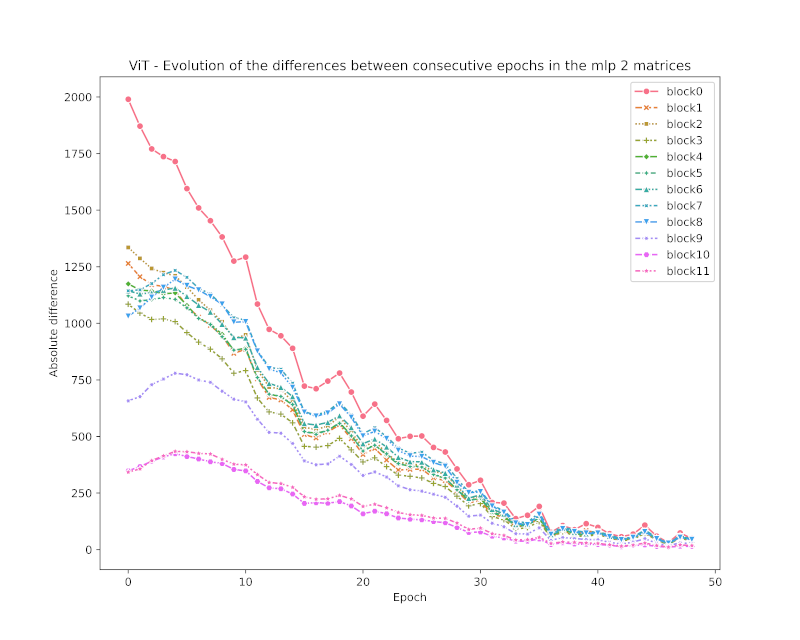 ViT - Evolution of the differences between consecutive epochs in the mlp 2 matrices
2000
1750
1500
1250
1000
750
500
250
0
Absolute difference
0 10 20 30 40 50
Epoch
block0
block1
block2
block3
block4
block5
block6
block7
block8
block9
block10
block11